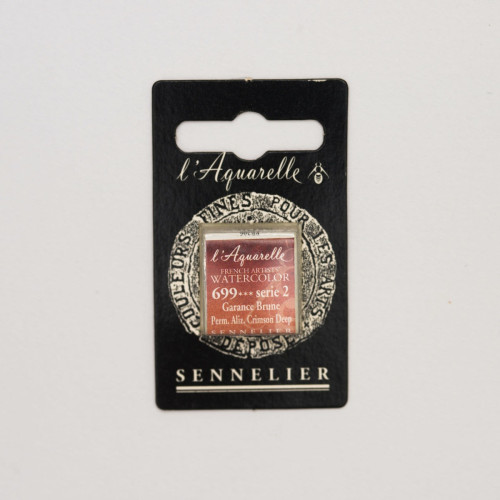 l'Aquarelle
COULEURS FINES POUR LES ARTS
l'Aquarelle
FRENCH ARTISTS'
WATERCOLOR
699*** serie 2
Garance Brune
Perm. Aliz. Crimson Deep
SENNELIER
DEPOSE
SENNELIER